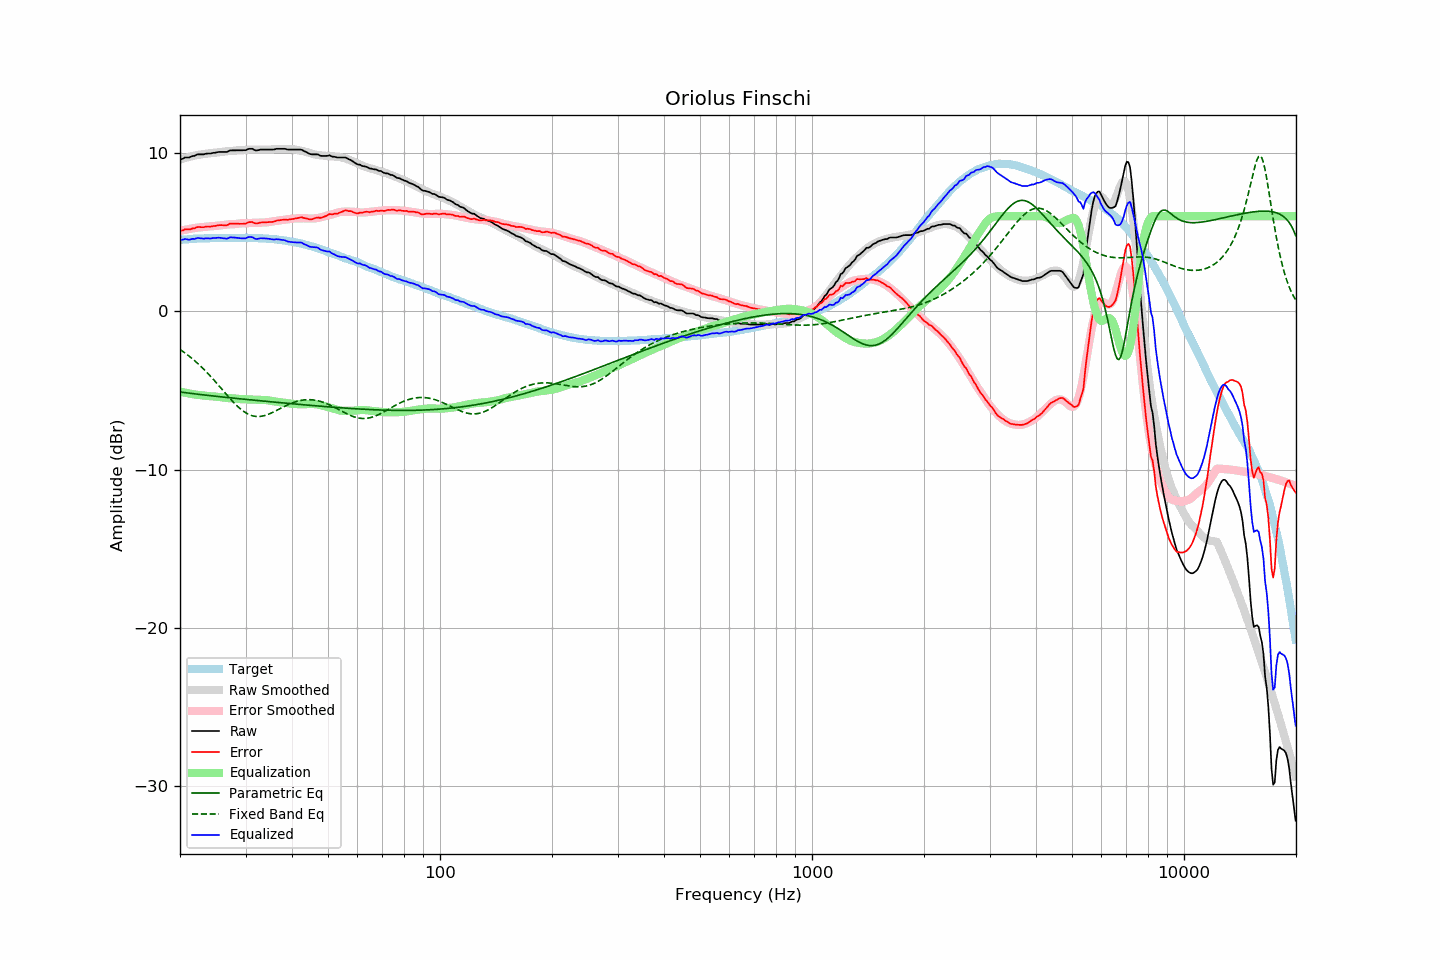 Oriolus Finschi
Amplitude (dBr)
10
0
−10
−20
−30
Target
Raw Smoothed
Error Smoothed
Raw
Error
Equalization
Parametric Eq
Fixed Band Eq
Equalized
100
1000
10000
Frequency (Hz)